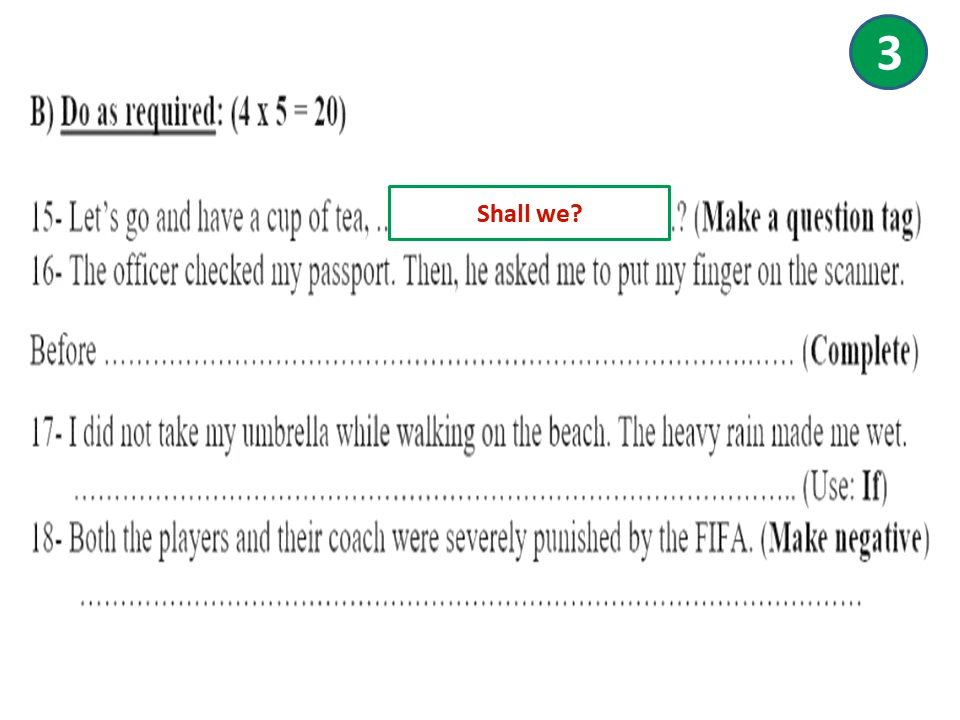 3
B) Do as required: (4 x 5 = 20)
15- Let's go and have a cup of tea, .. Shall we? .? (Make a question tag)
16- The officer checked my passport. Then, he asked me to put my finger on the scanner.
Before ........................................................................................ (Complete)
17- I did not take my umbrella while walking on the beach. The heavy rain made me wet.
........................................................................................... (Use: If)
18- Both the players and their coach were severely punished by the FIFA. (Make negative)
...................................................................................................